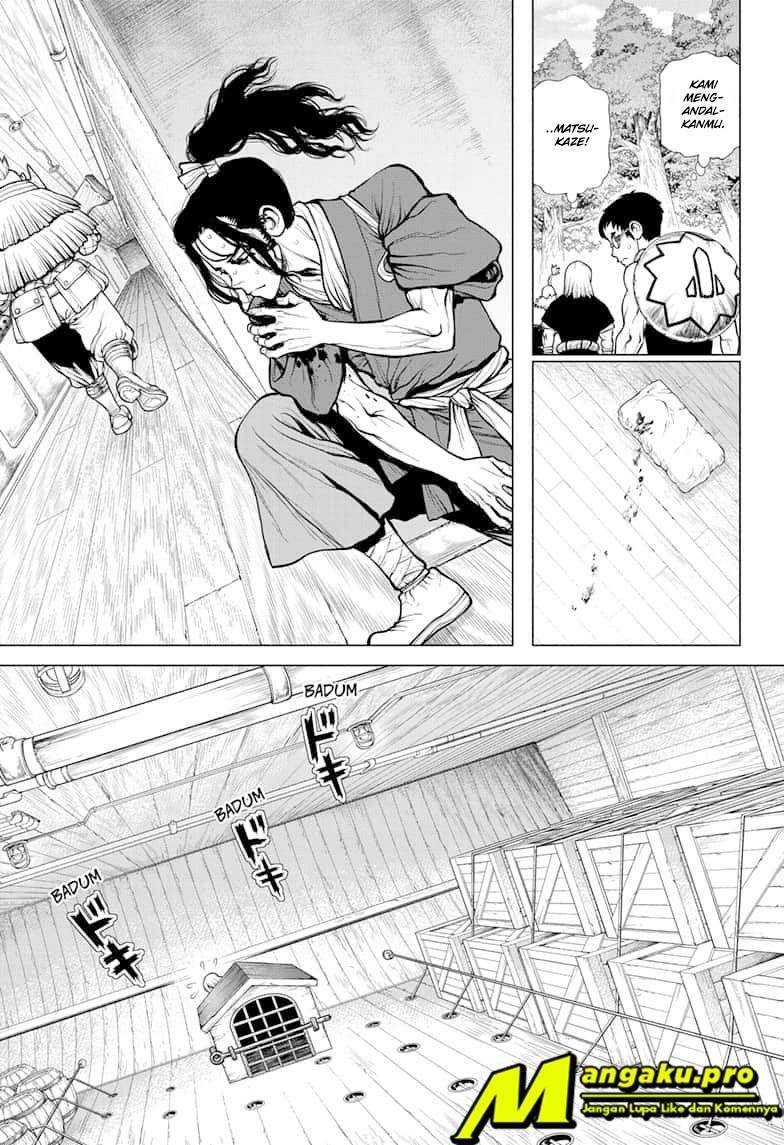 KAMI
MENG-
ANDAL-
KANMU.
..MATSU-
KAZE!
BADUM
ドキ
BADUM
ドキ
BADUM
ドキ
Mangaku.pro
Jangan Lupa Like dan Komennya